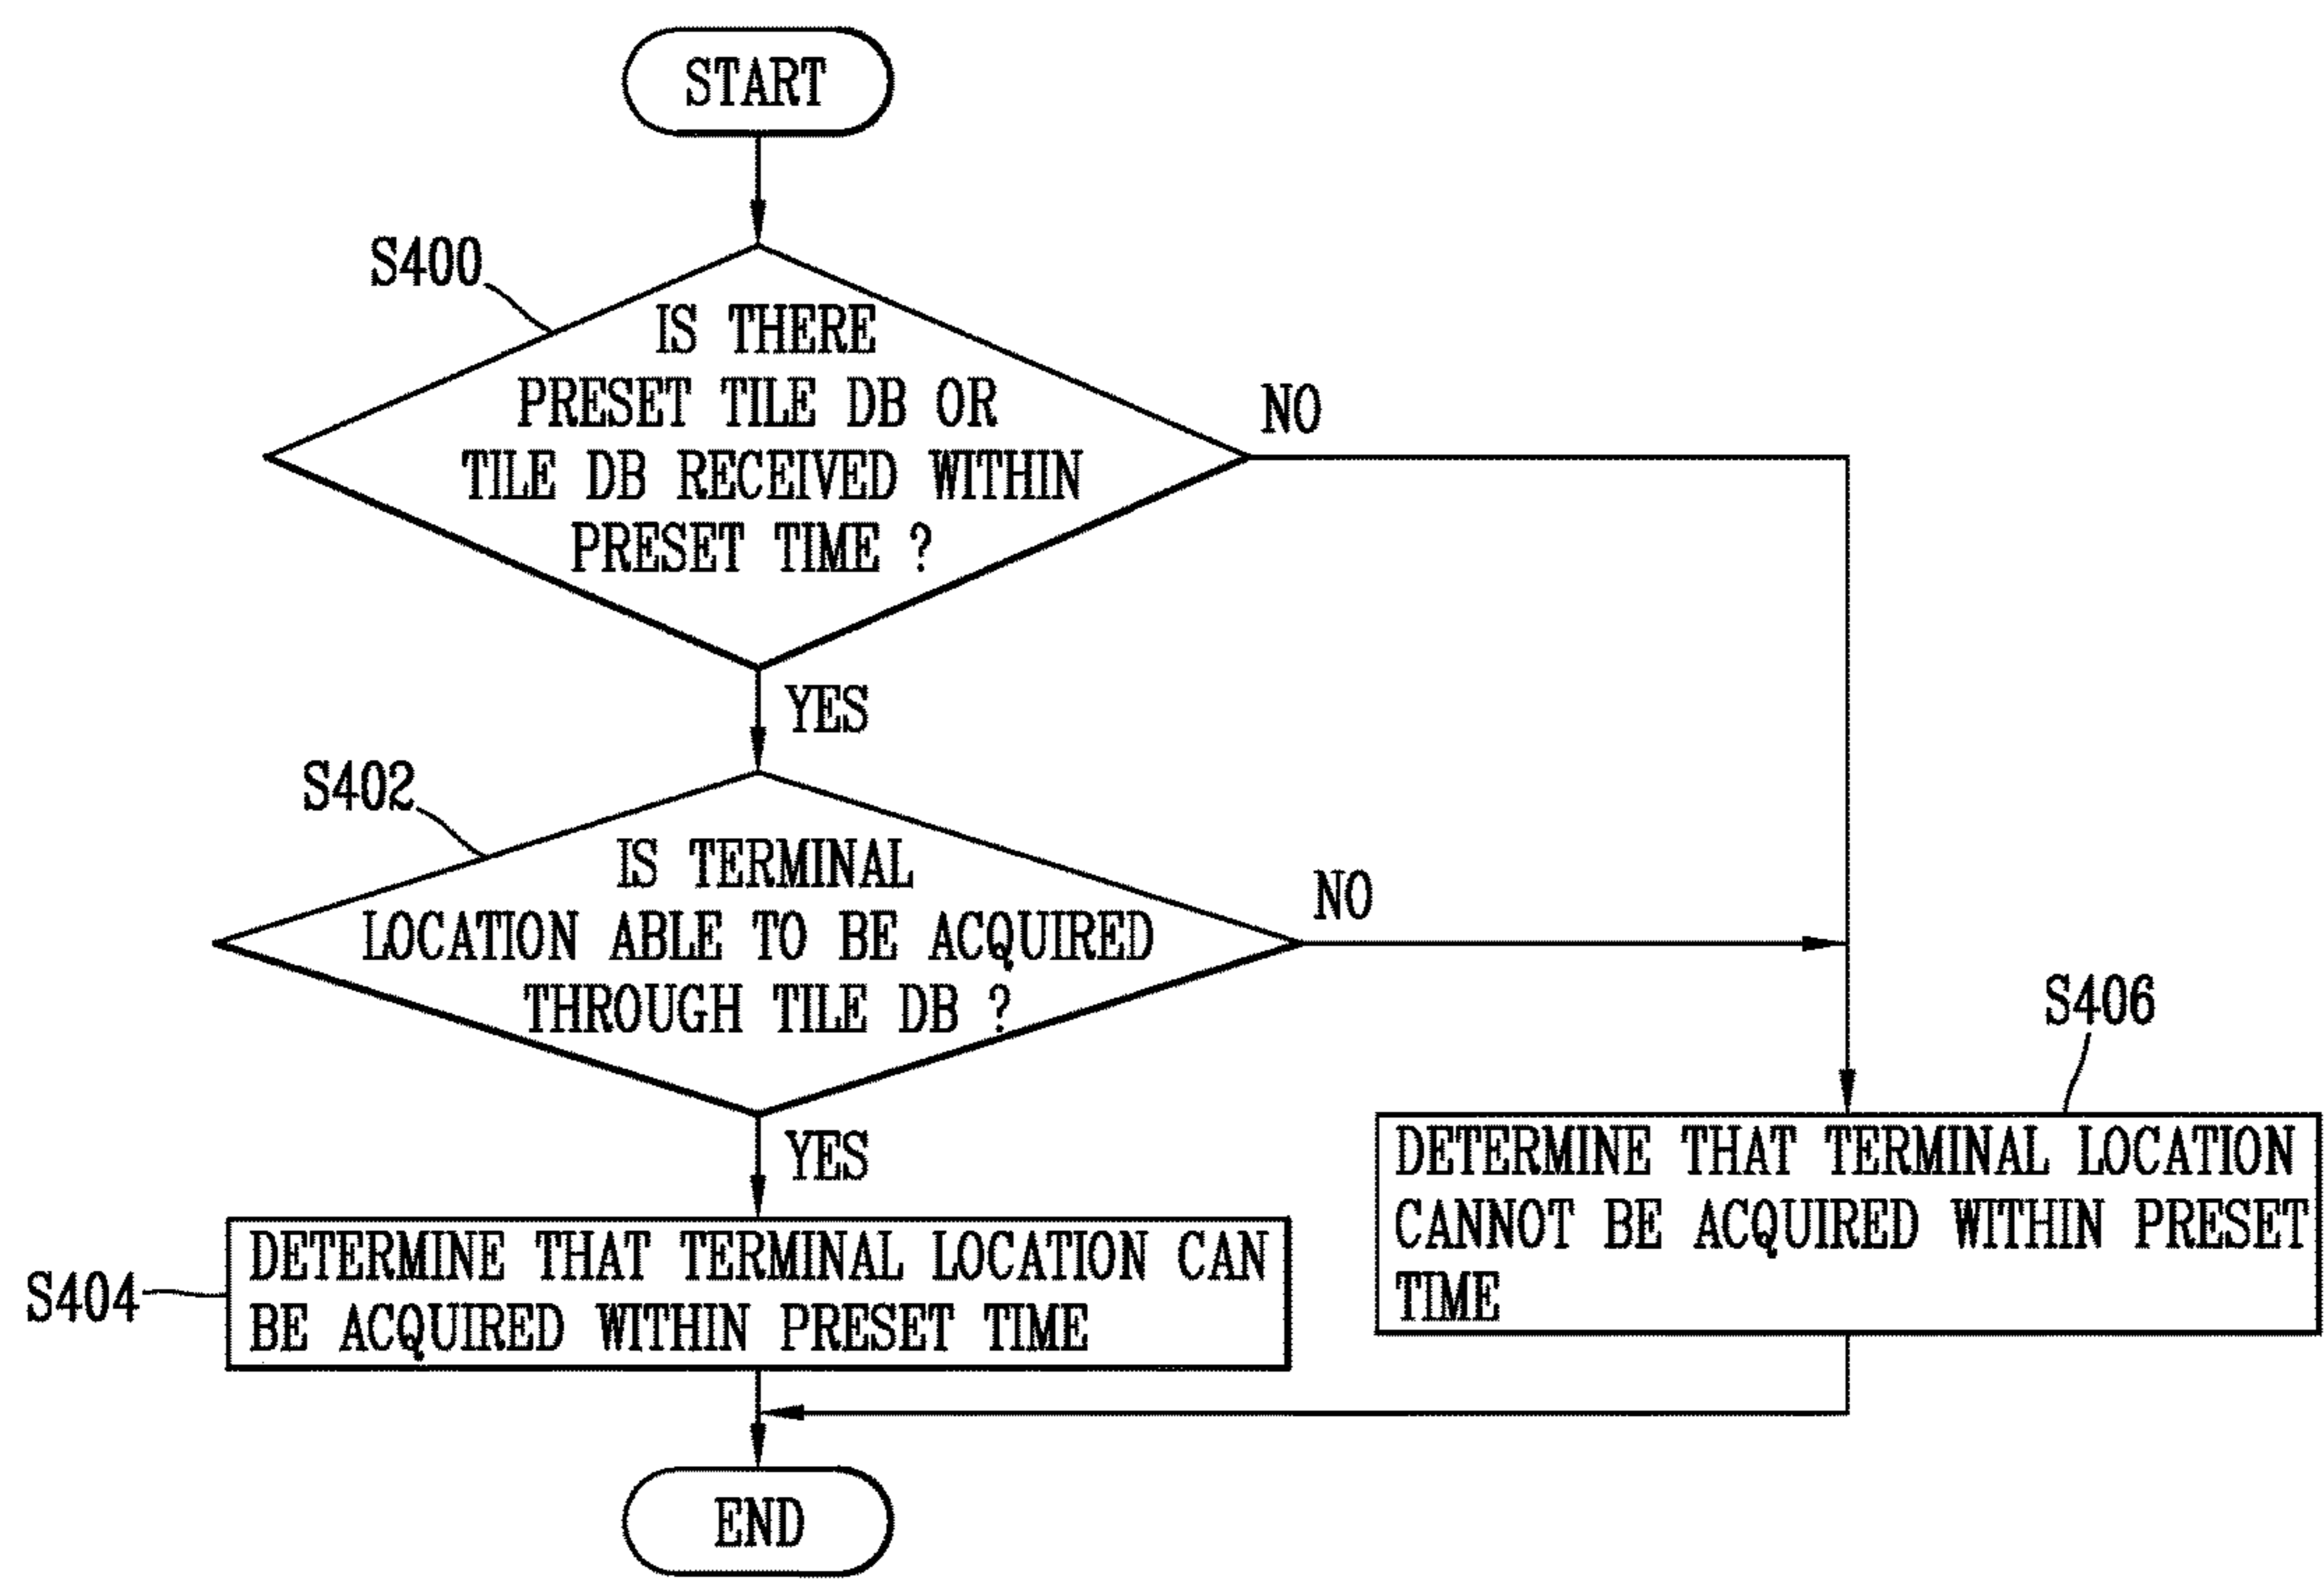 START
S400
IS THERE
PRESET TILE DB OR
TILE DB RECEIVED WITHIN
PRESET TIME ?
NO
YES
S402
IS TERMINAL
LOCATION ABLE TO BE ACQUIRED
THROUGH TILE DB ?
NO
YES
S404
DETERMINE THAT TERMINAL LOCATION CAN
BE ACQUIRED WITHIN PRESET TIME
S406
DETERMINE THAT TERMINAL LOCATION
CANNOT BE ACQUIRED WITHIN PRESET
TIME
END